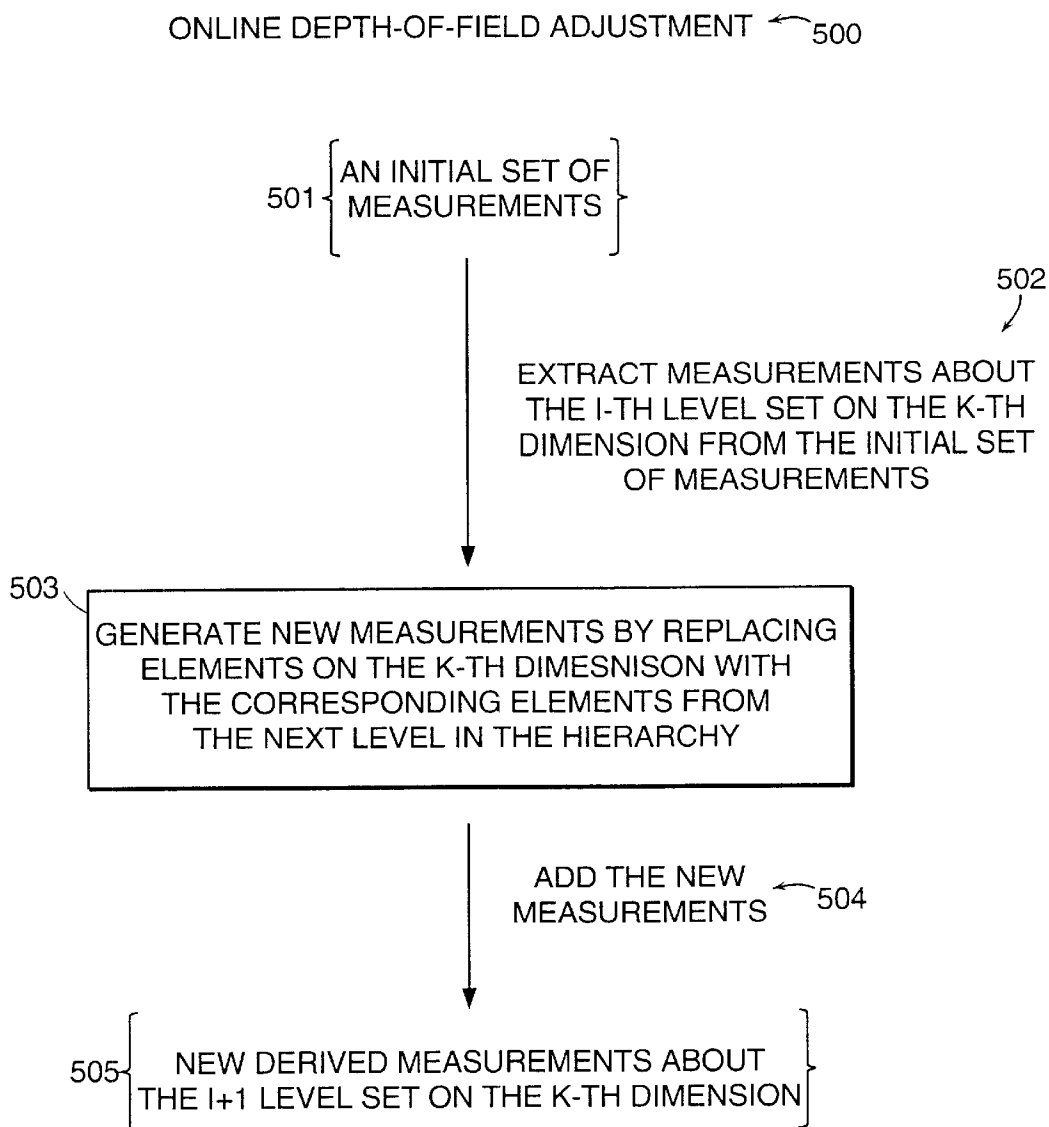 ONLINE DEPTH-OF-FIELD ADJUSTMENT 500
501 AN INITIAL SET OF
MEASUREMENTS
502
EXTRACT MEASUREMENTS ABOUT
THE I-TH LEVEL SET ON THE K-TH
DIMENSION FROM THE INITIAL SET
OF MEASUREMENTS
503
GENERATE NEW MEASUREMENTS BY REPLACING
ELEMENTS ON THE K-TH DIMESNISON WITH
THE CORRESPONDING ELEMENTS FROM
THE NEXT LEVEL IN THE HIERARCHY
ADD THE NEW
MEASUREMENTS 504
505 NEW DERIVED MEASUREMENTS ABOUT
THE I+1 LEVEL SET ON THE K-TH DIMENSION